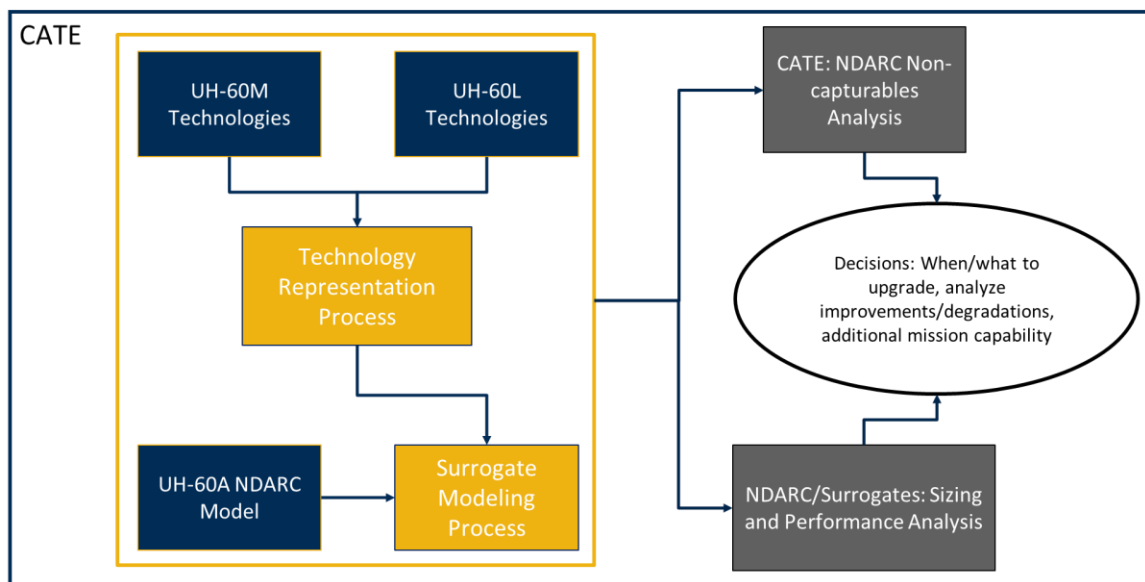 CATE
UH-60M
Technologies
UH-60L
Technologies
Technology
Representation
Process
UH-60A NDARC
Model
Surrogate
Modeling
Process
CATE: NDARC Non-
capturables
Analysis
Decisions: When/what to
upgrade, analyze
improvements/degradations,
additional mission capability
NDARC/Surrogates: Sizing
and Performance Analysis